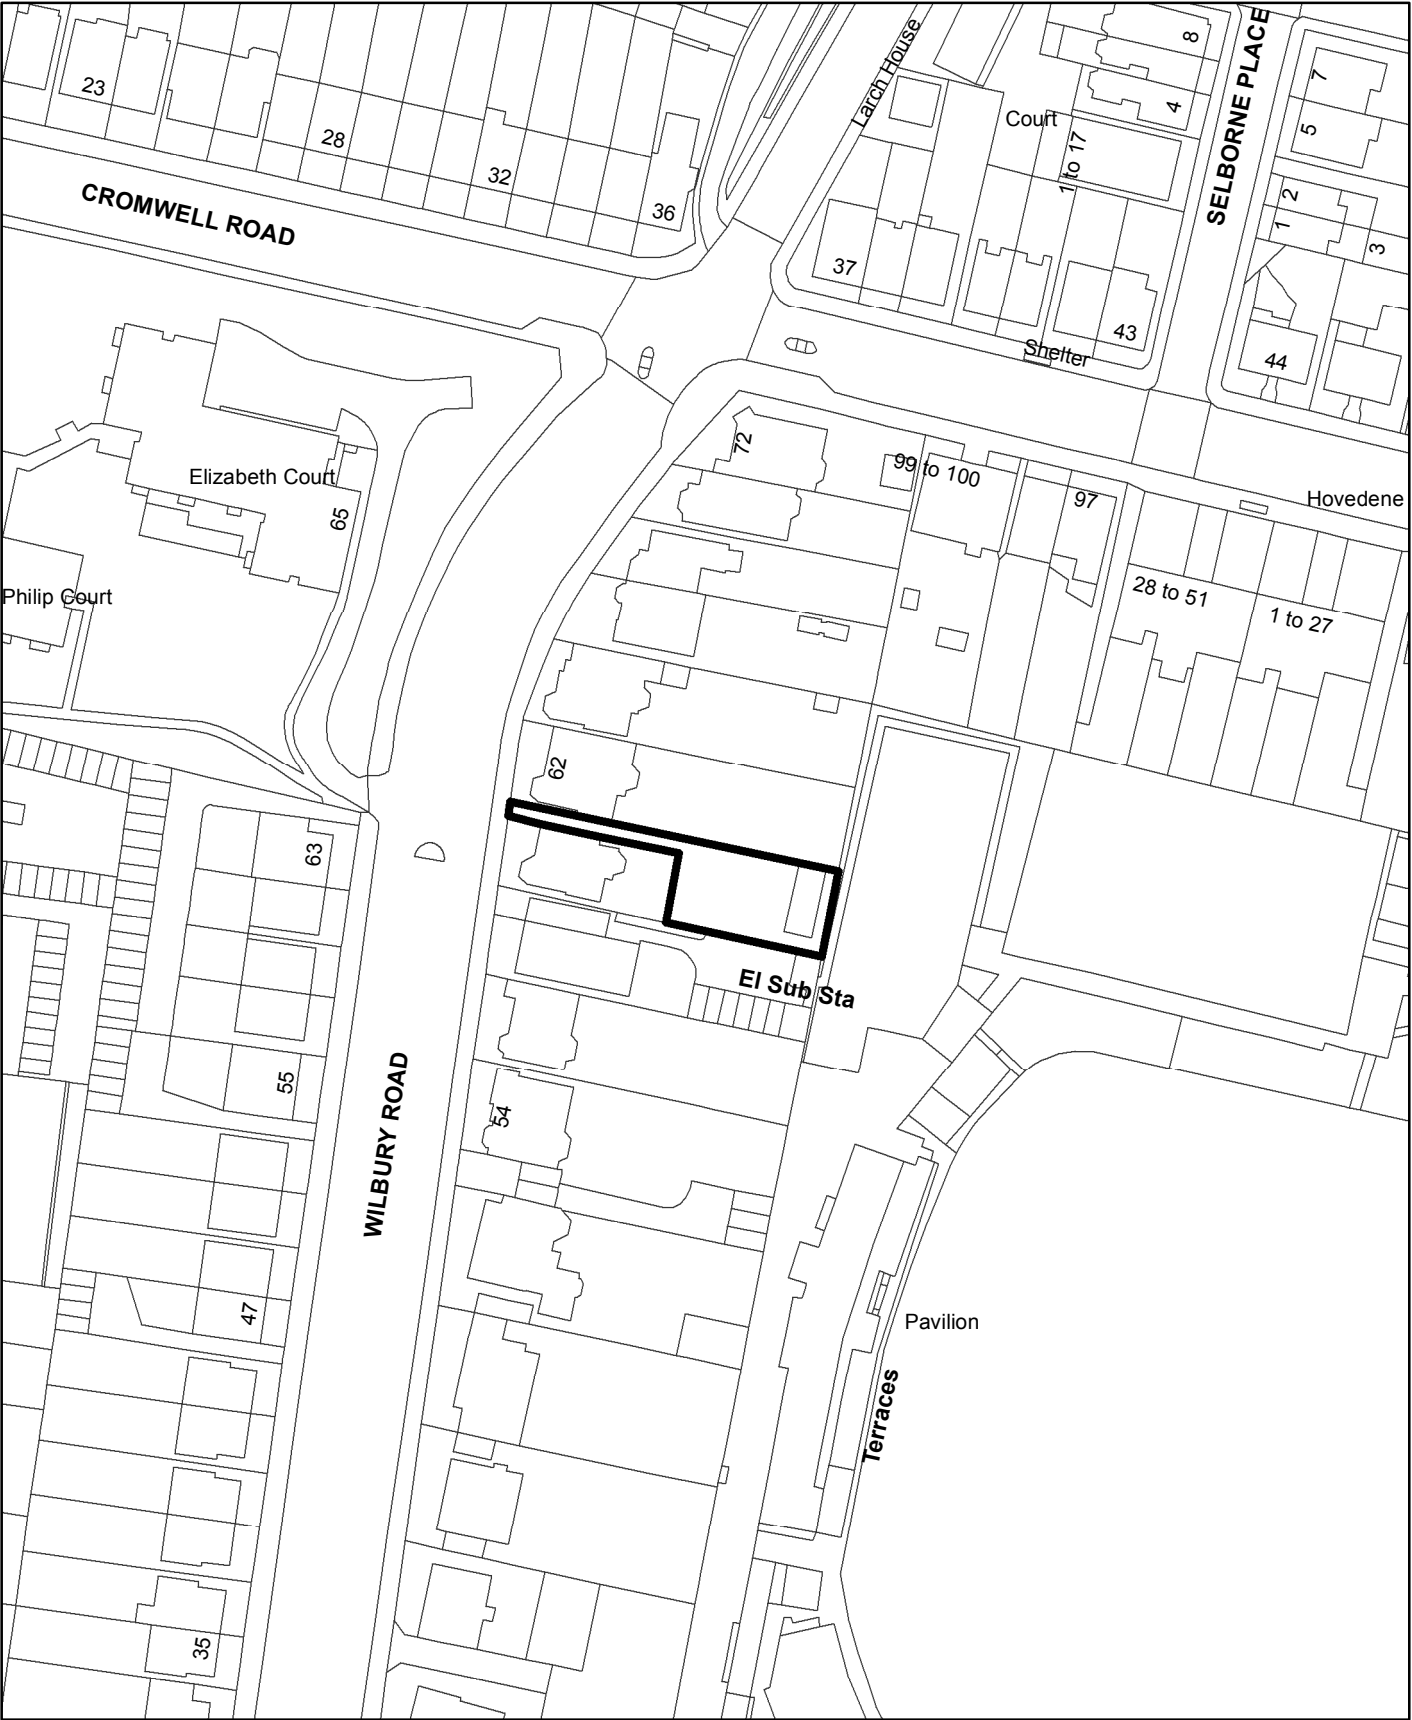 SELBORNE PLACE
Larch House
8
7
23
4
Court
5
28
1 to 17
32
2
CROMWELL ROAD
36
1
3
37
43
Shelter
44
72
99 to 100
Elizabeth Court
97
Hovedene
65
28 to 51
Philip Court
1 to 27
62
63
El Sub Sta
55
54
WILBURY ROAD
47
Pavilion
Terraces
35